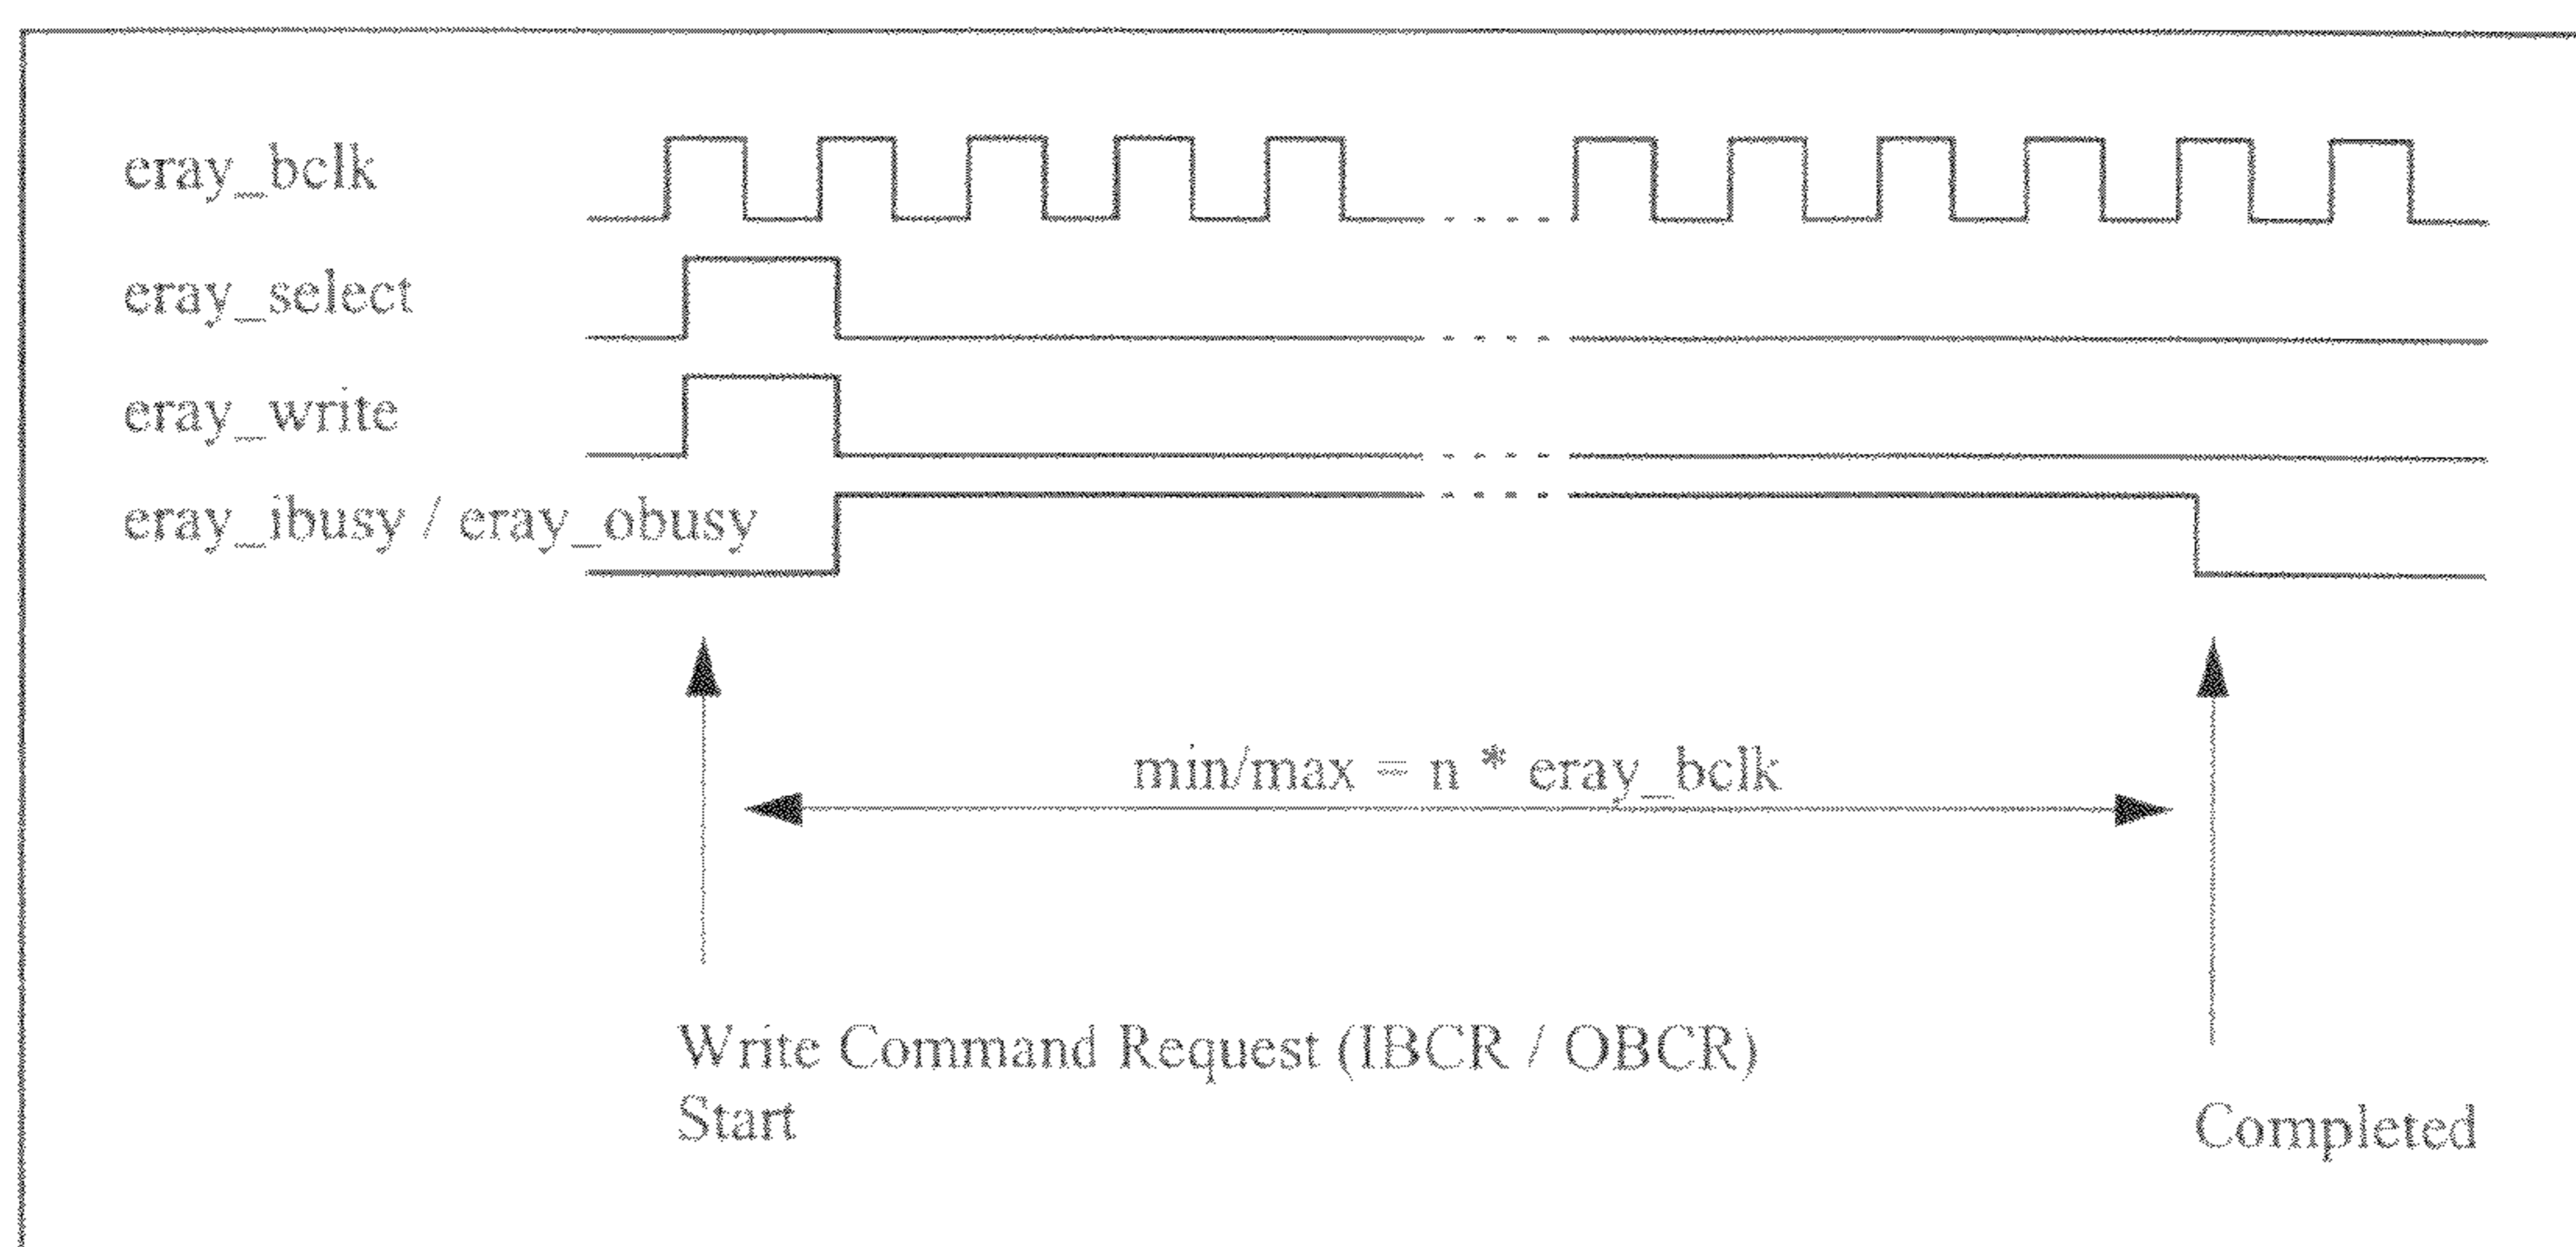 eray_bclk
eray_select
eray_write
eray_ibusy / eray_obusy
min/max = n * eray_bclk
Write Command Request (IBCR / OBCR)
Start
Completed